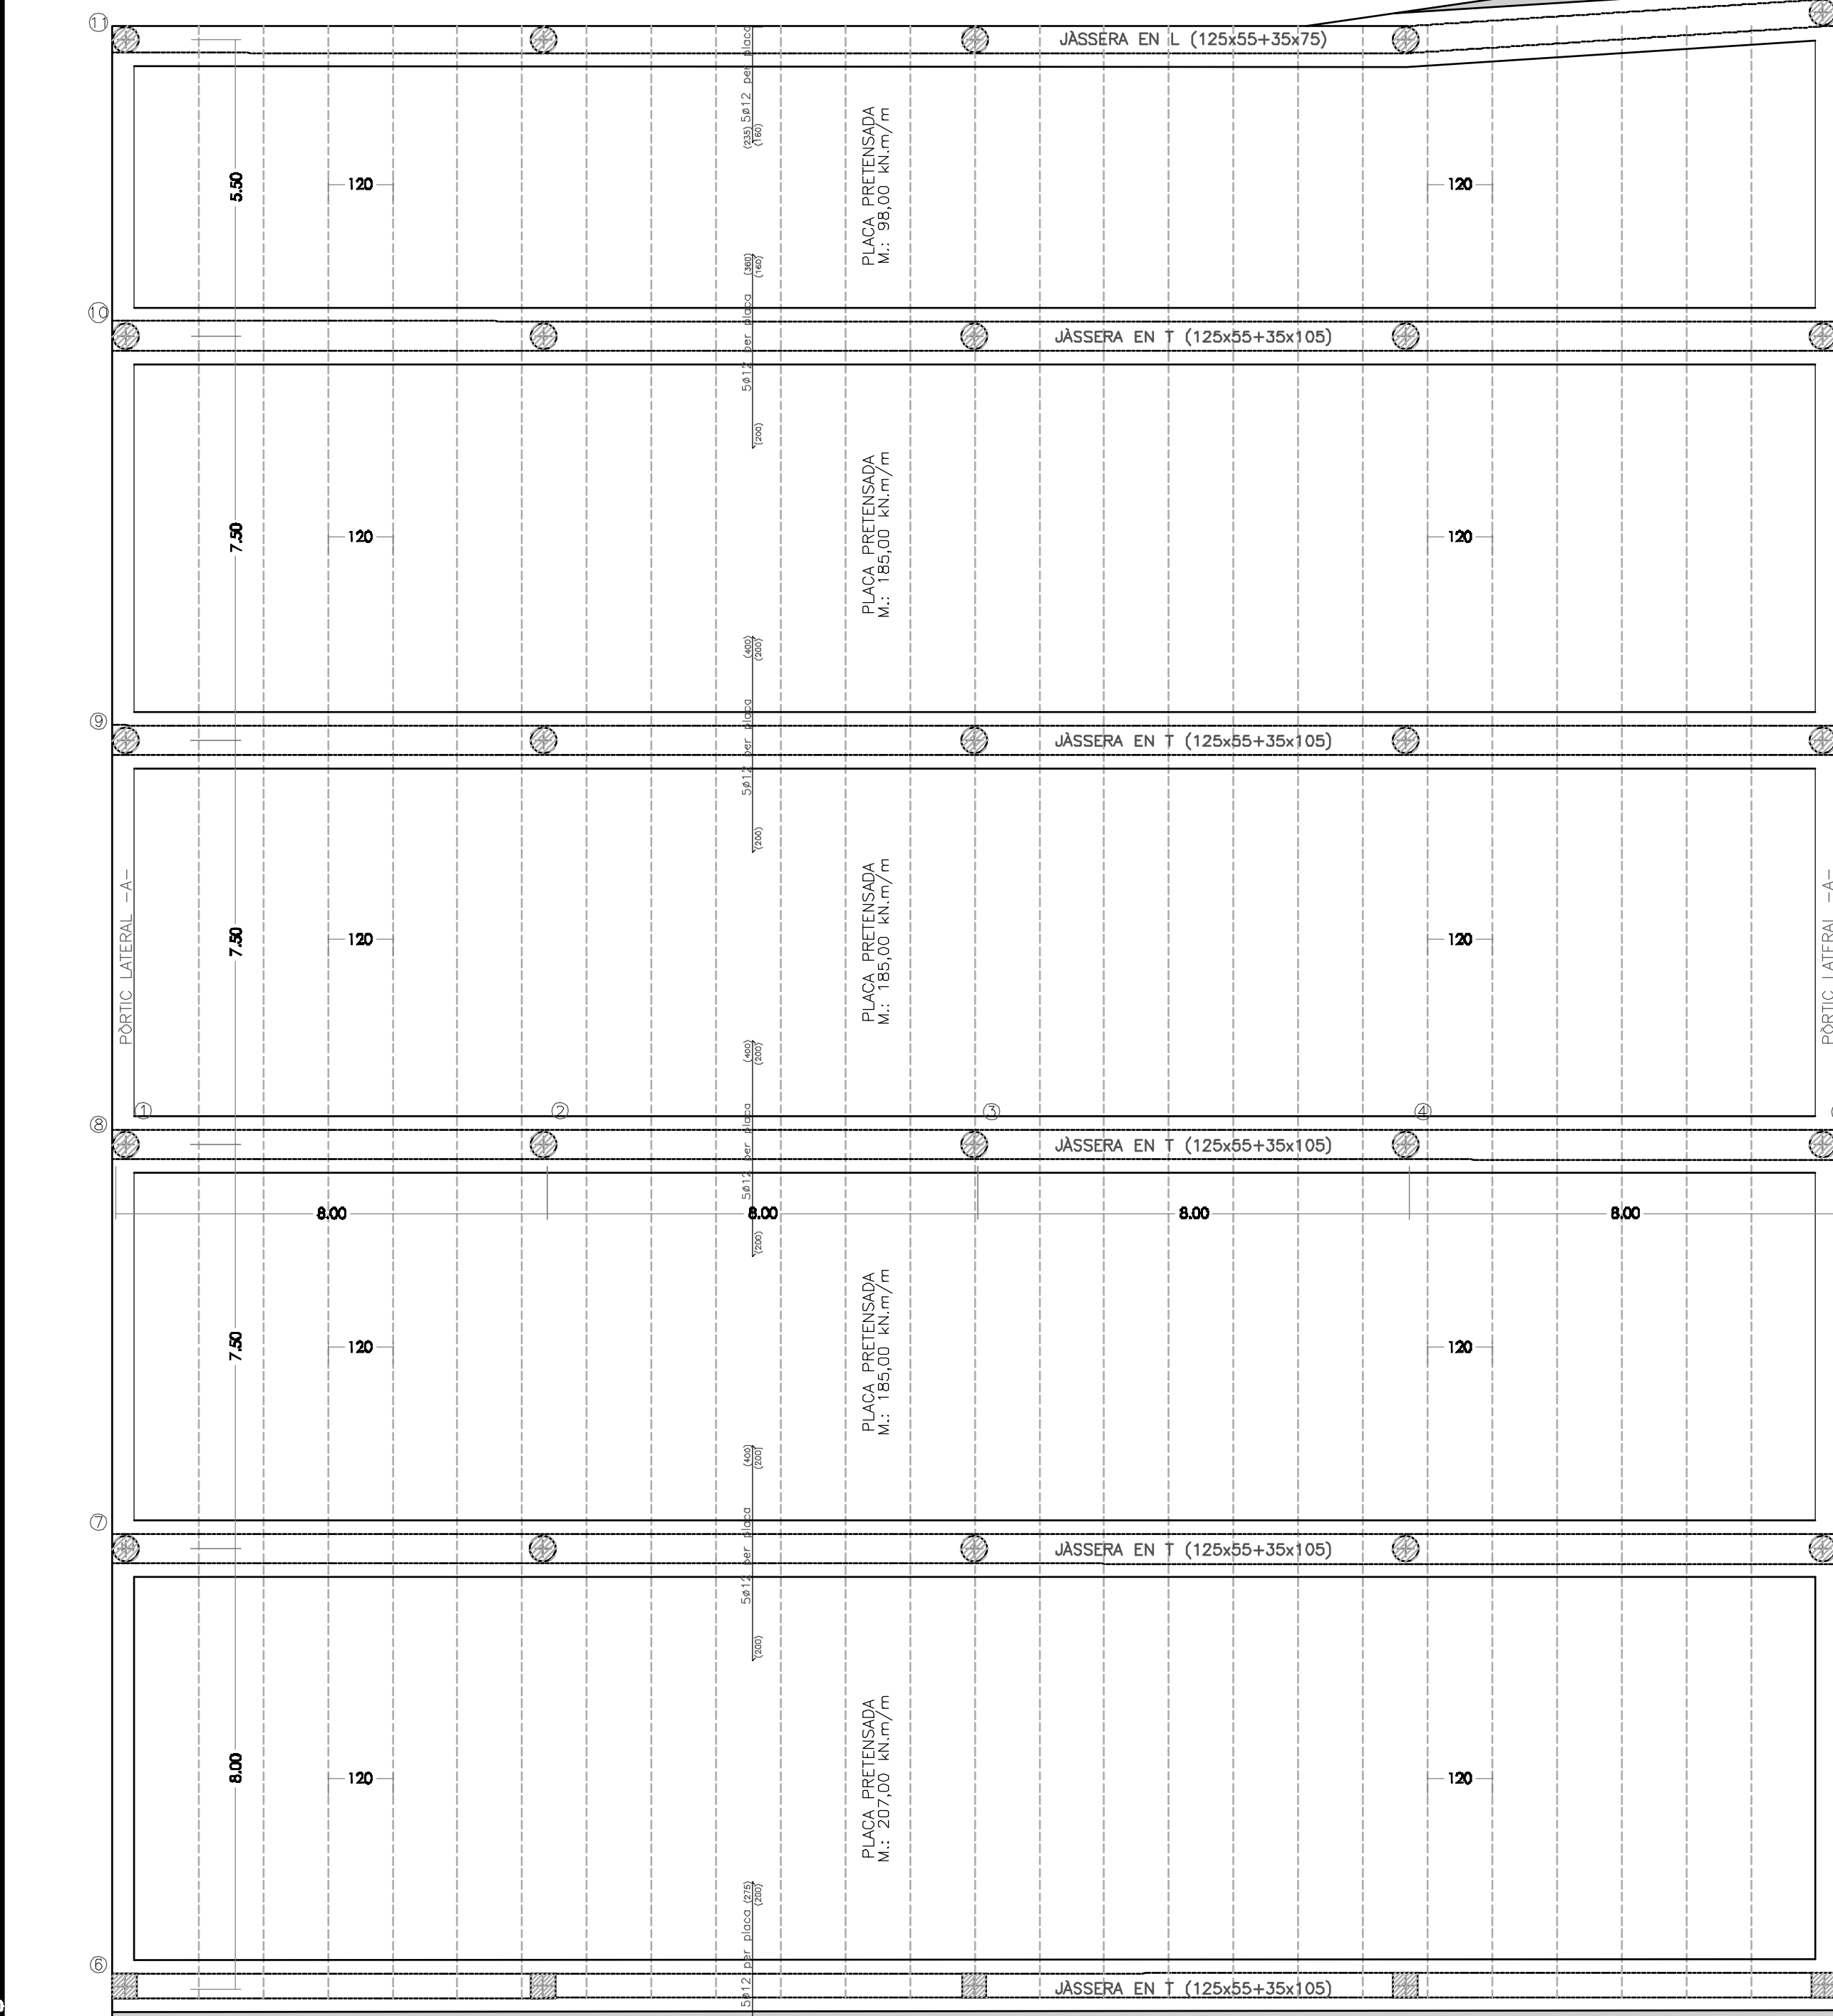 ⑪
JÀSSERA EN L (125x55+35x75)
5ø12 per placa
(235)
(160)
5.50
120
PLACA PRETENSADA
M.: 98,00 kN.m/m
120
(360)
(160)
⑩
5ø12 per placa
JÀSSERA EN T (125x55+35x105)
(200)
7.50
120
PLACA PRETENSADA
M.: 185,00 kN.m/m
120
(400)
(200)
⑨
5ø12 per placa
JÀSSERA EN T (125x55+35x105)
(200)
PÒRTIC LATERAL -A-
7.50
120
PLACA PRETENSADA
M.: 185,00 kN.m/m
120
PÒRTIC LATERAL -A-
(400)
(200)
①
②
③
④
⑧
5ø12 per placa
JÀSSERA EN T (125x55+35x105)
8.00
8.00
8.00
8.00
(200)
7.50
120
PLACA PRETENSADA
M.: 185,00 kN.m/m
120
(400)
(200)
⑦
5ø12 per placa
JÀSSERA EN T (125x55+35x105)
(200)
8.00
120
PLACA PRETENSADA
M.: 207,00 kN.m/m
120
(275)
(200)
⑥
5ø12 per placa
JÀSSERA EN T (125x55+35x105)